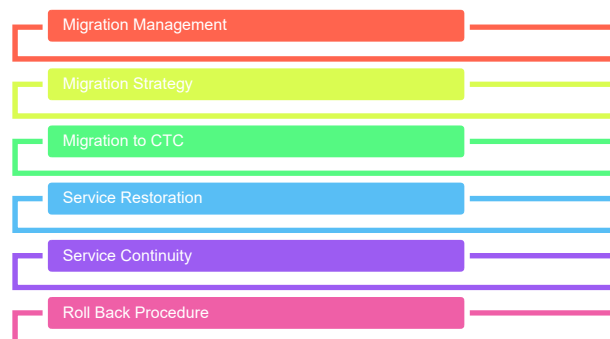 Migration Management
Migration Strategy
Migration to CTC
Service Restoration
Service Continuity
Roll Back Procedure